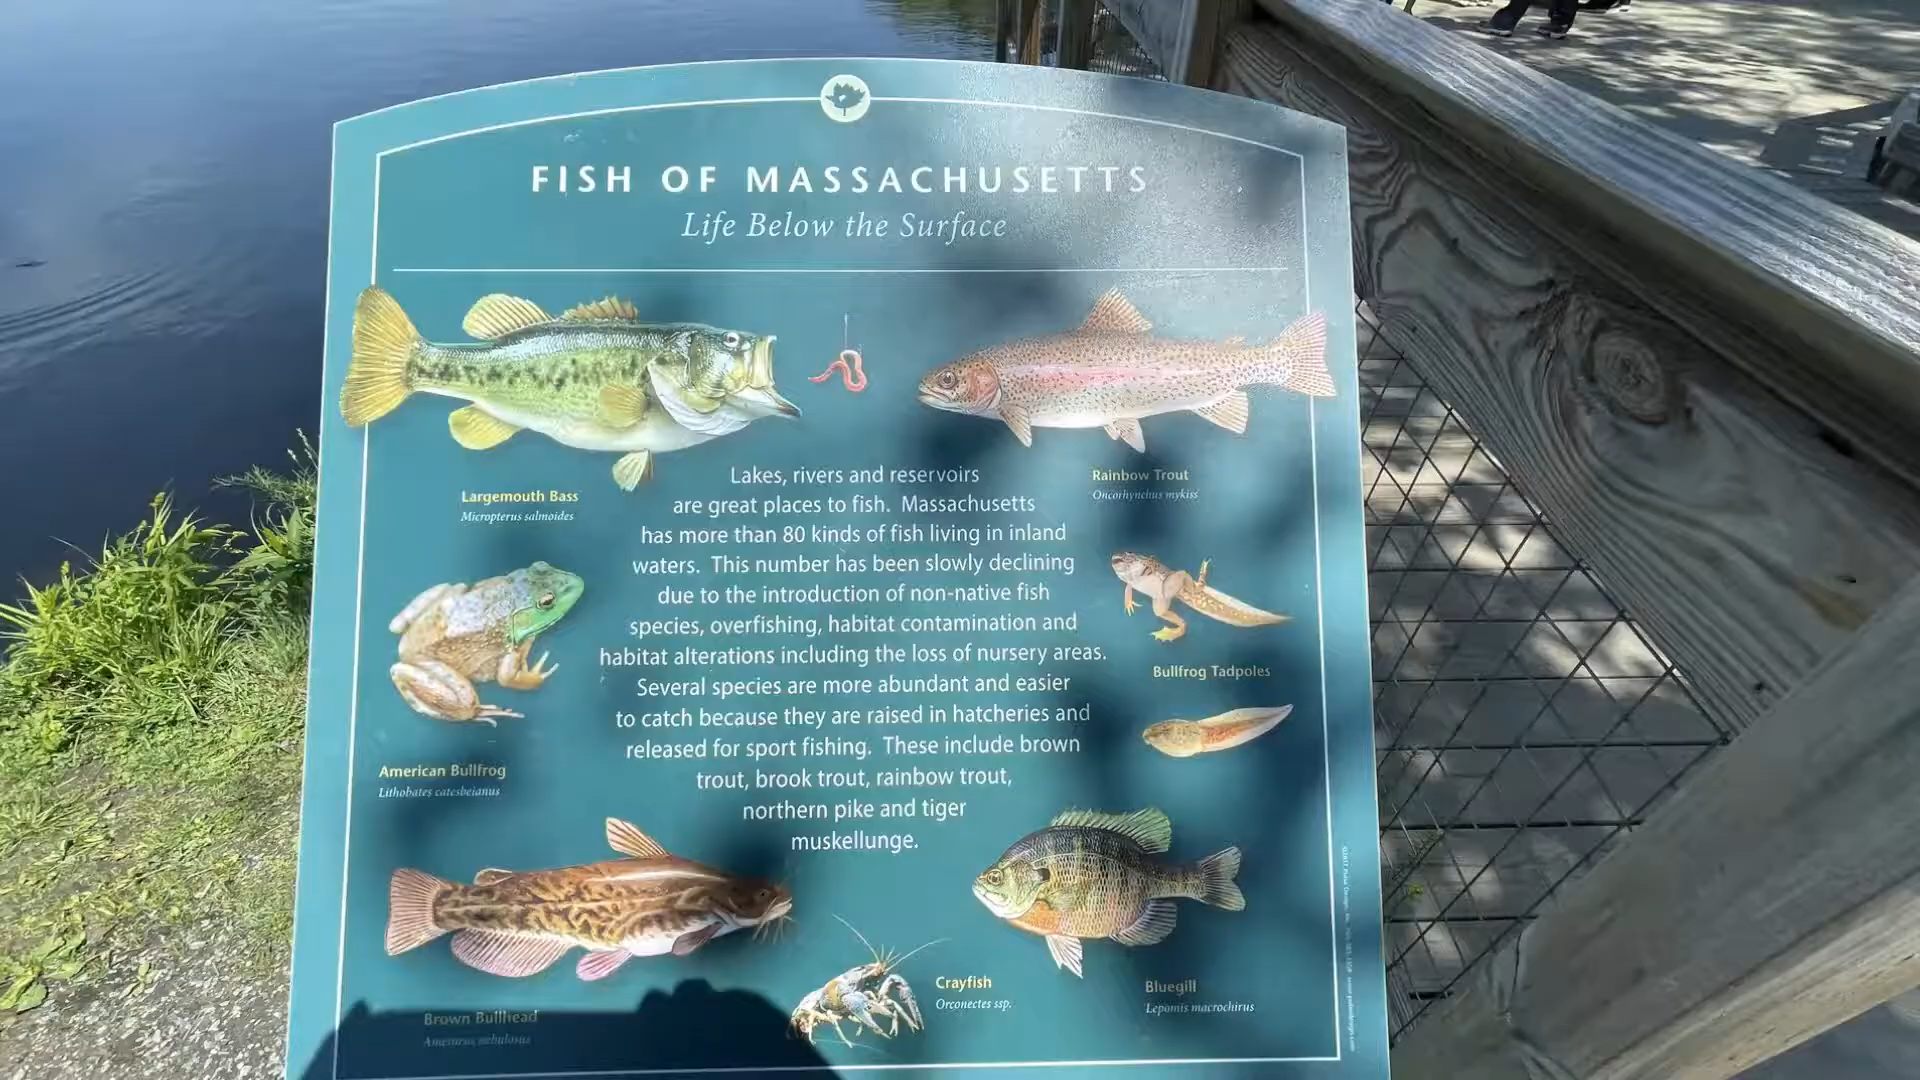 FISH OF MASSACHUSETTS
Life Below the Surface
Largemouth Bass
Micropterus salmoides
Rainbow Trout
Oncorhynchus mykiss
Lakes, rivers and reservoirs
are great places to fish. Massachusetts
has more than 80 kinds of fish living in inland
waters. This number has been slowly declining
due to the introduction of non-native fish
species, overfishing, habitat contamination and
habitat alterations including the loss of nursery areas.
Several species are more abundant and easier
to catch because they are raised in hatcheries and
released for sport fishing. These include brown
trout, brook trout, rainbow trout,
northern pike and tiger
muskellunge.
American Bullfrog
Lithobates catesbeianus
Bullfrog Tadpoles
Brown Bullhead
Ameiurus nebulosus
Crayfish
Orconectes ssp.
Bluegill
Lepomis macrochirus